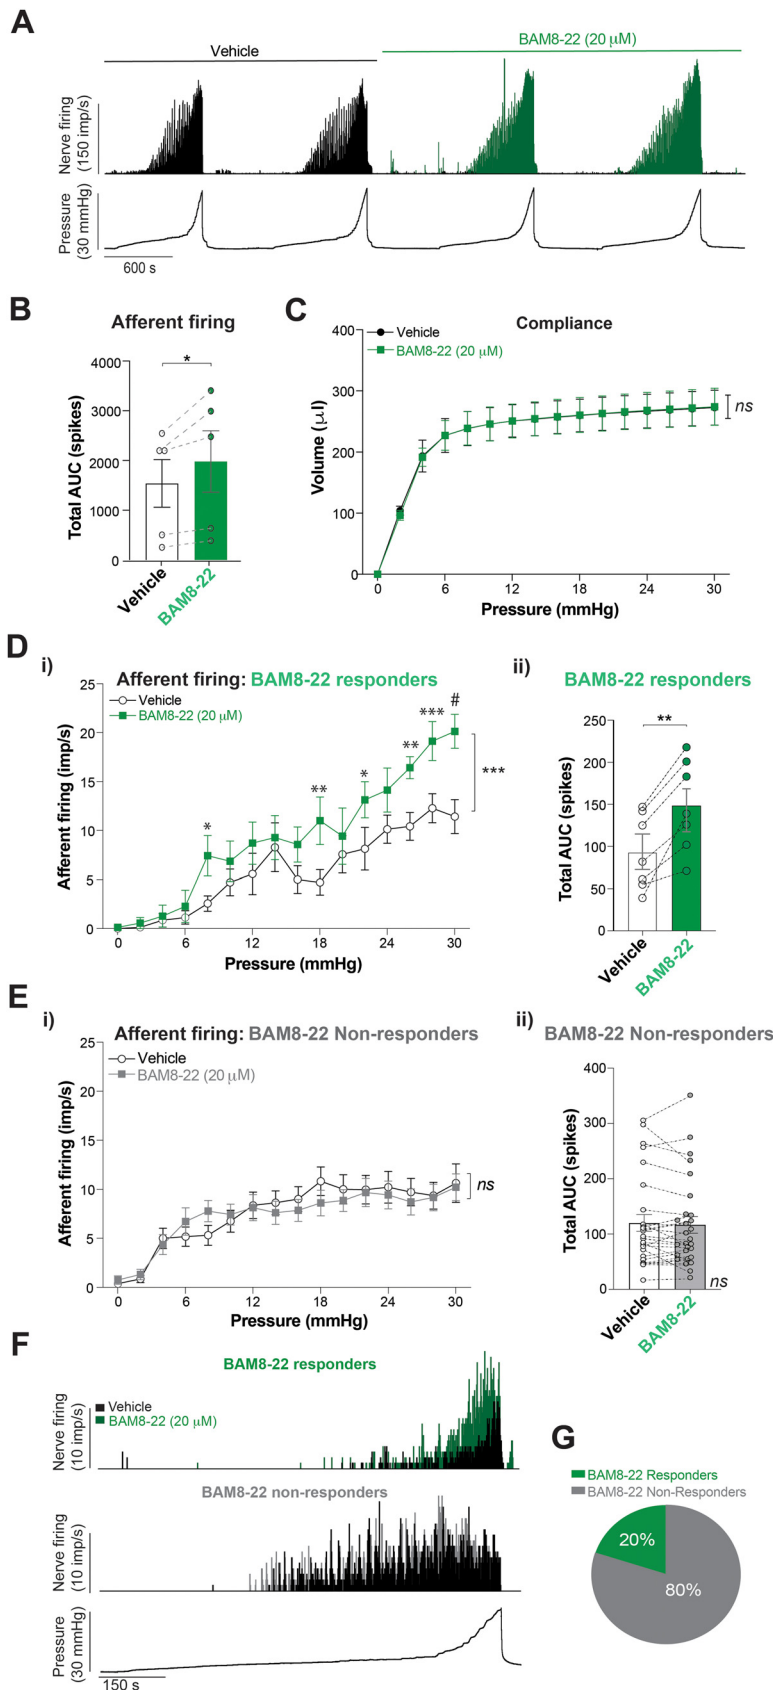 A
Vehicle
BAM8-22 (20 μM)
Nerve firing
(150 imp/s)
Pressure
(30 mmHg)
600 s
B
Afferent firing
Total AUC (spikes)
4000
3000
2000
1000
0
*
Vehicle
BAM8-22
C
Compliance
Vehicle
BAM8-22 (20 μM)
Volume (μl)
400
300
200
100
0
ns
0 6 12 18 24 30
Pressure (mmHg)
D
i)
Afferent firing: BAM8-22 responders
Vehicle
BAM8-22 (20 μM)
Afferent firing (imp/s)
25
20
15
10
5
0
* ** * ** *** #
***
0 6 12 18 24 30
Pressure (mmHg)
ii)
BAM8-22 responders
Total AUC (spikes)
250
200
150
100
50
0
**
Vehicle
BAM8-22
E
i)
Afferent firing: BAM8-22 Non-responders
Vehicle
BAM8-22 (20 μM)
Afferent firing (imp/s)
25
20
15
10
5
0
ns
0 6 12 18 24 30
Pressure (mmHg)
ii)
BAM8-22 Non-responders
Total AUC (spikes)
400
300
200
100
0
ns
Vehicle
BAM8-22
F
BAM8-22 responders
Vehicle
BAM8-22 (20 μM)
Nerve firing
(10 imp/s)
BAM8-22 non-responders
Nerve firing
(10 imp/s)
Pressure
(30 mmHg)
150 s
G
BAM8-22 Responders
BAM8-22 Non-Responders
20%
80%